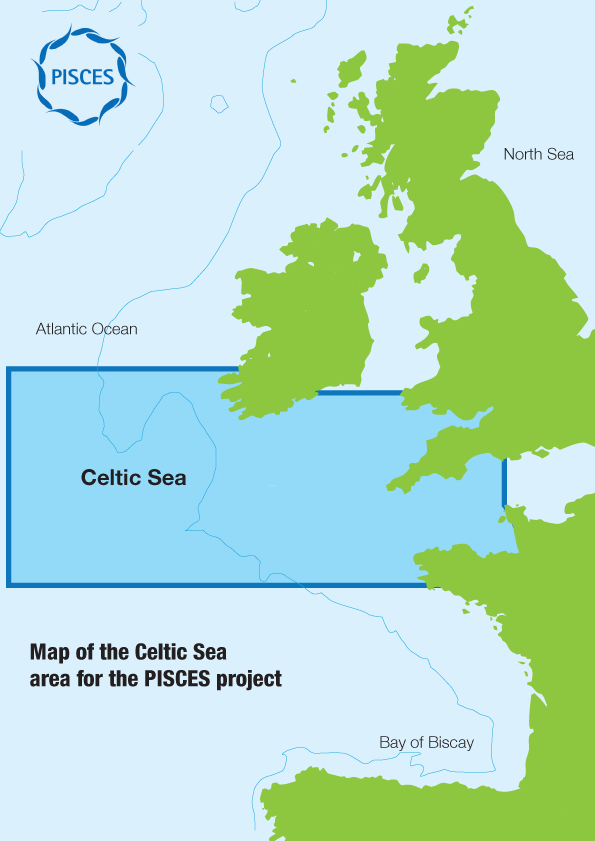 PISCES
North Sea
Atlantic Ocean
Celtic Sea
Map of the Celtic Sea
area for the PISCES project
Bay of Biscay